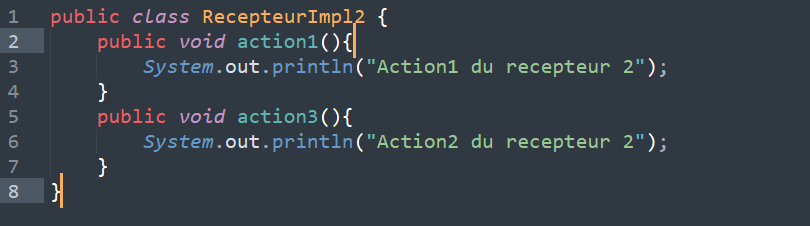 1 public class RecepteurImpl2 {
2 public void action1(){
3 System.out.println("Action1 du recepteur 2");
4 }
5 public void action3(){
6 System.out.println("Action2 du recepteur 2");
7 }
8 }